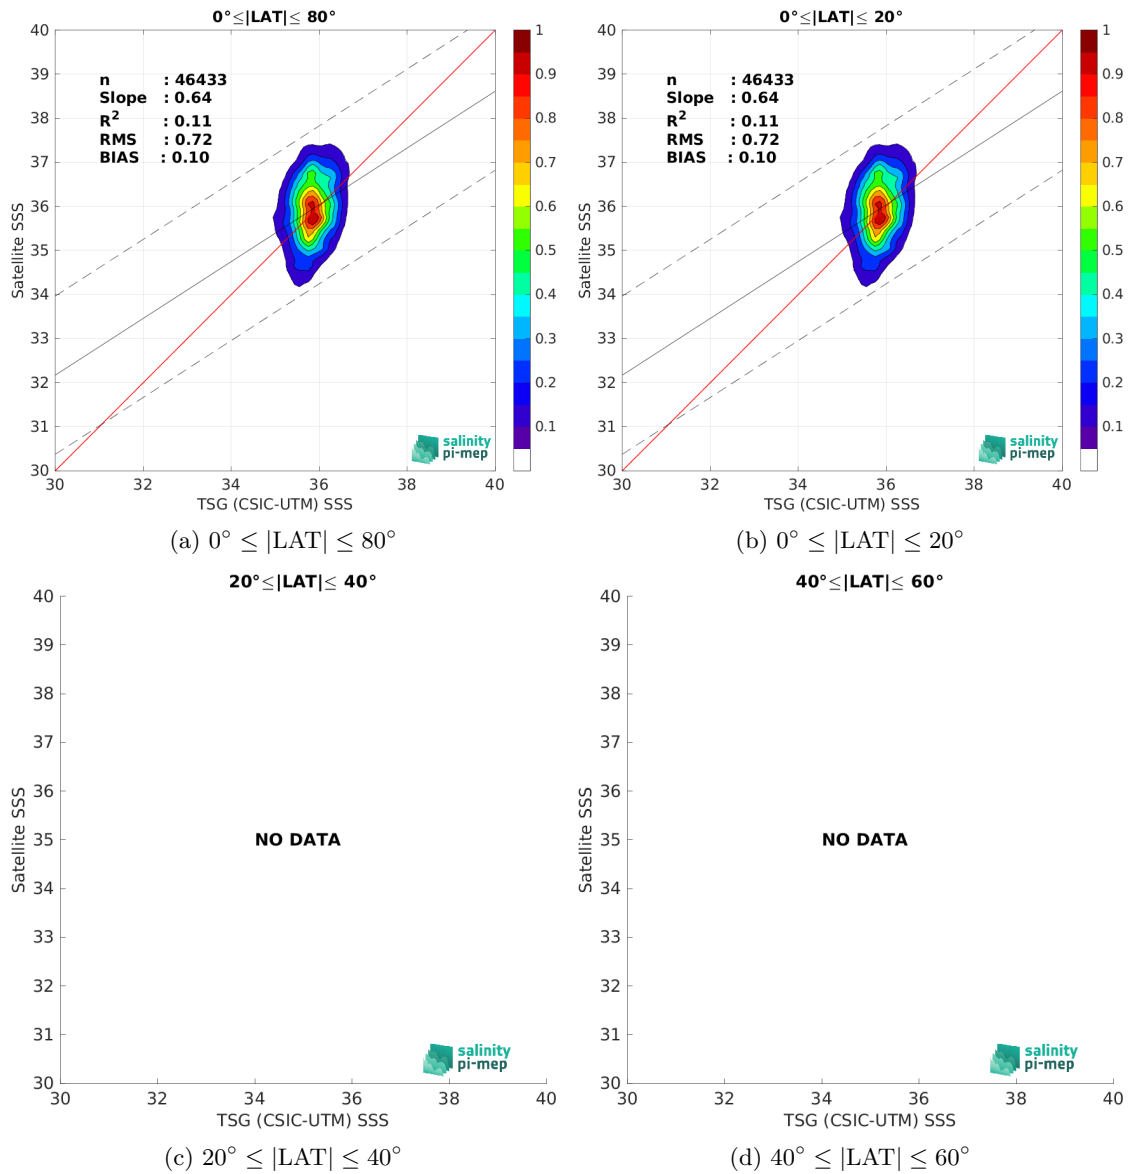 0°≤|LAT|≤ 80°
n : 46433
Slope : 0.64
R² : 0.11
RMS : 0.72
BIAS : 0.10
Satellite SSS
40
39
38
37
36
35
34
33
32
31
30
30 32 34 36 38 40
TSG (CSIC-UTM) SSS
1
0.9
0.8
0.7
0.6
0.5
0.4
0.3
0.2
0.1
salinity
pi-mep
(a) 0° ≤ |LAT| ≤ 80°
0°≤|LAT|≤ 20°
n : 46433
Slope : 0.64
R² : 0.11
RMS : 0.72
BIAS : 0.10
Satellite SSS
40
39
38
37
36
35
34
33
32
31
30
30 32 34 36 38 40
TSG (CSIC-UTM) SSS
1
0.9
0.8
0.7
0.6
0.5
0.4
0.3
0.2
0.1
salinity
pi-mep
(b) 0° ≤ |LAT| ≤ 20°
20°≤|LAT|≤ 40°
Satellite SSS
40
39
38
37
36
35
34
33
32
31
30
NO DATA
salinity
pi-mep
30 32 34 36 38 40
TSG (CSIC-UTM) SSS
(c) 20° ≤ |LAT| ≤ 40°
40°≤|LAT|≤ 60°
Satellite SSS
40
39
38
37
36
35
34
33
32
31
30
NO DATA
salinity
pi-mep
30 32 34 36 38 40
TSG (CSIC-UTM) SSS
(d) 40° ≤ |LAT| ≤ 60°